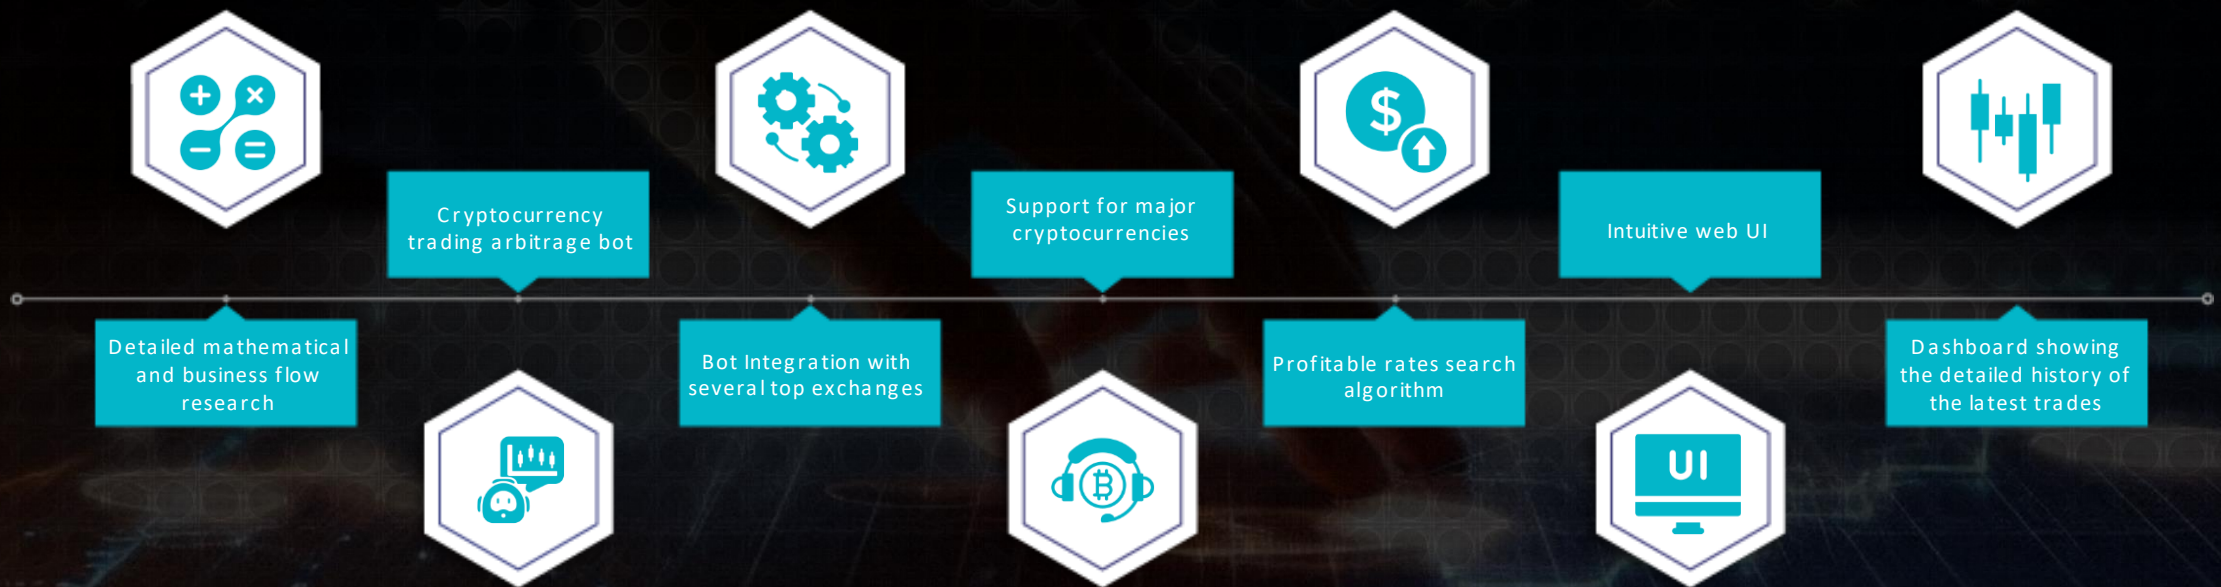 Detailed mathematical
and business flow
research
Cryptocurrency
trading arbitrage bot
Bot Integration with
several top exchanges
Support for major
cryptocurrencies
Profitable rates search
algorithm
Intuitive web UI
UI
Dashboard showing
the detailed history of
the latest trades